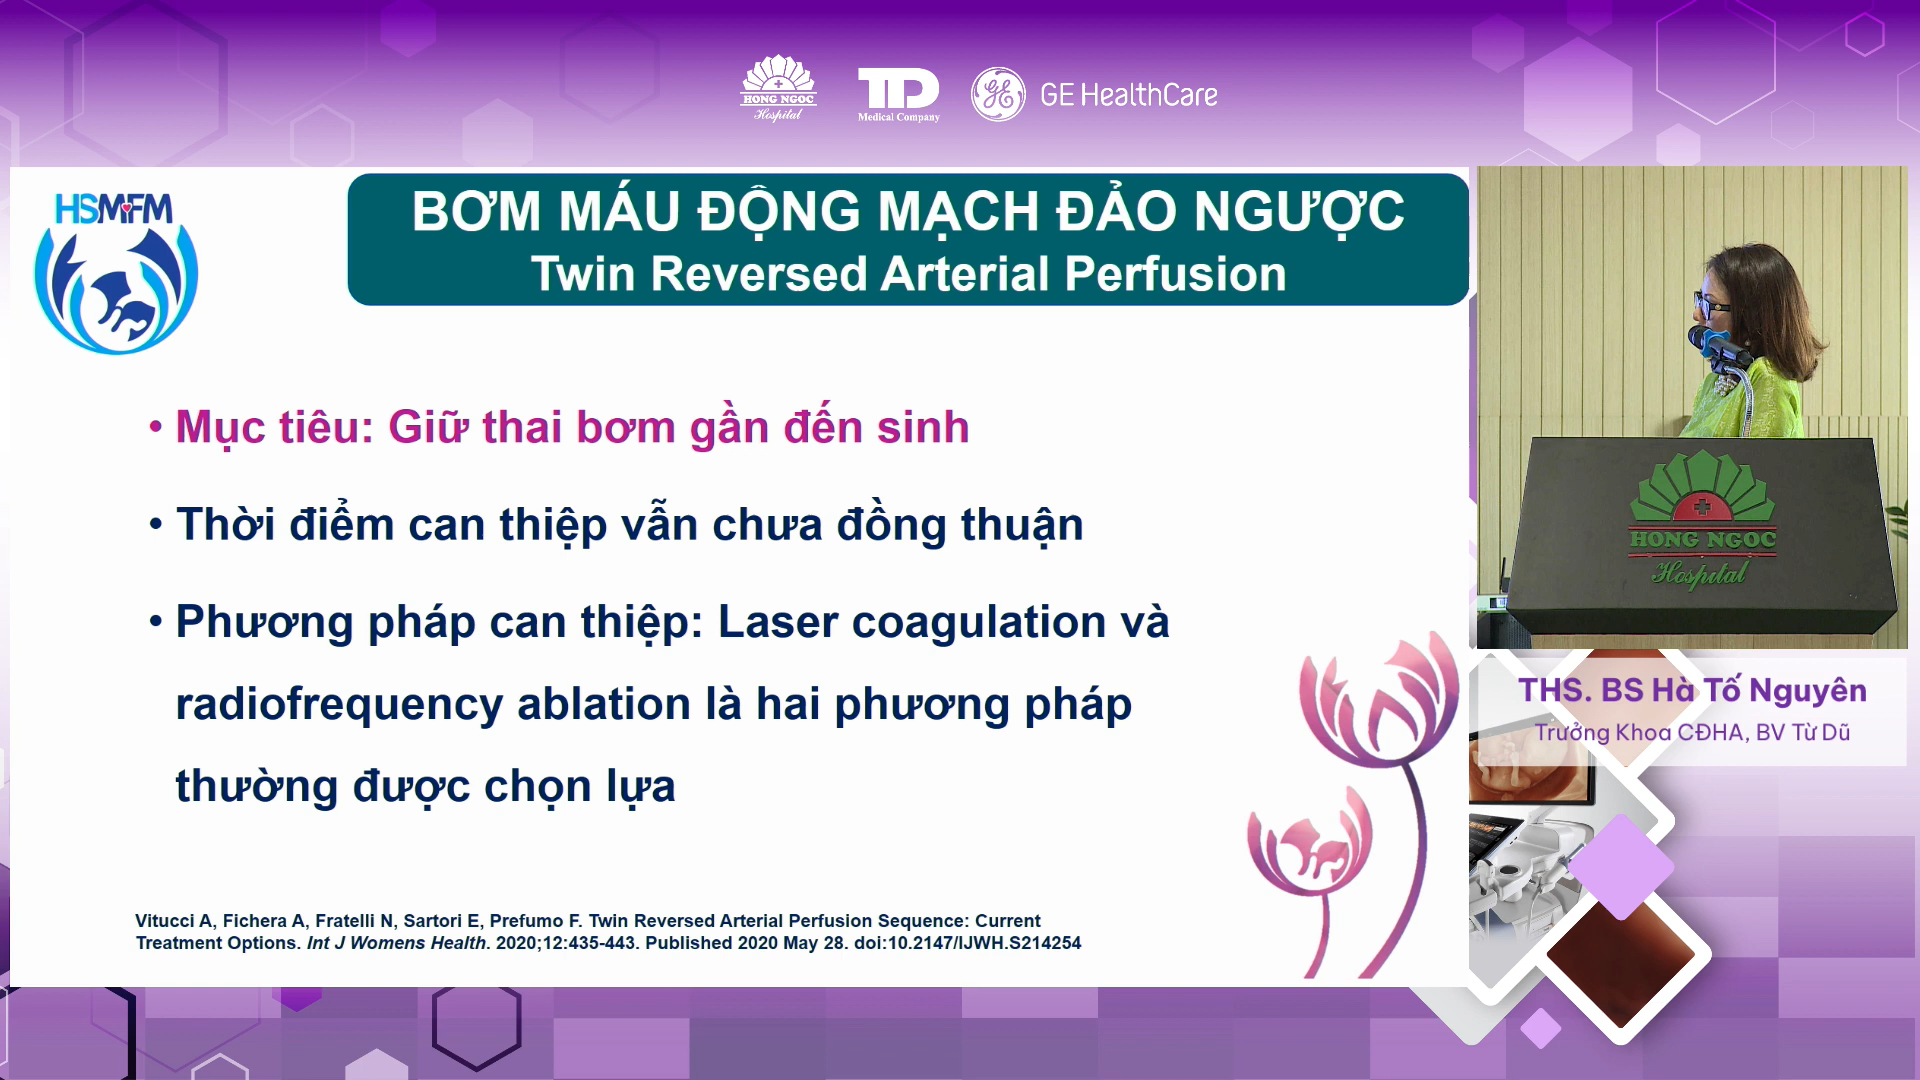 HONG NGOC
Hospital
TD
Medical Company
GE HealthCare
HSMFM
BƠM MÁU ĐỘNG MẠCH ĐẢO NGƯỢC
Twin Reversed Arterial Perfusion
• Mục tiêu: Giữ thai bơm gần đến sinh
• Thời điểm can thiệp vẫn chưa đồng thuận
• Phương pháp can thiệp: Laser coagulation và
radiofrequency ablation là hai phương pháp
thường được chọn lựa
Vitucci A, Fichera A, Fratelli N, Sartori E, Prefumo F. Twin Reversed Arterial Perfusion Sequence: Current
Treatment Options. Int J Womens Health. 2020;12:435-443. Published 2020 May 28. doi:10.2147/IJWH.S214254
HONG NGOC
Hospital
THS. BS Hà Tố Nguyên
Trưởng Khoa CĐHA, BV Từ Dũ